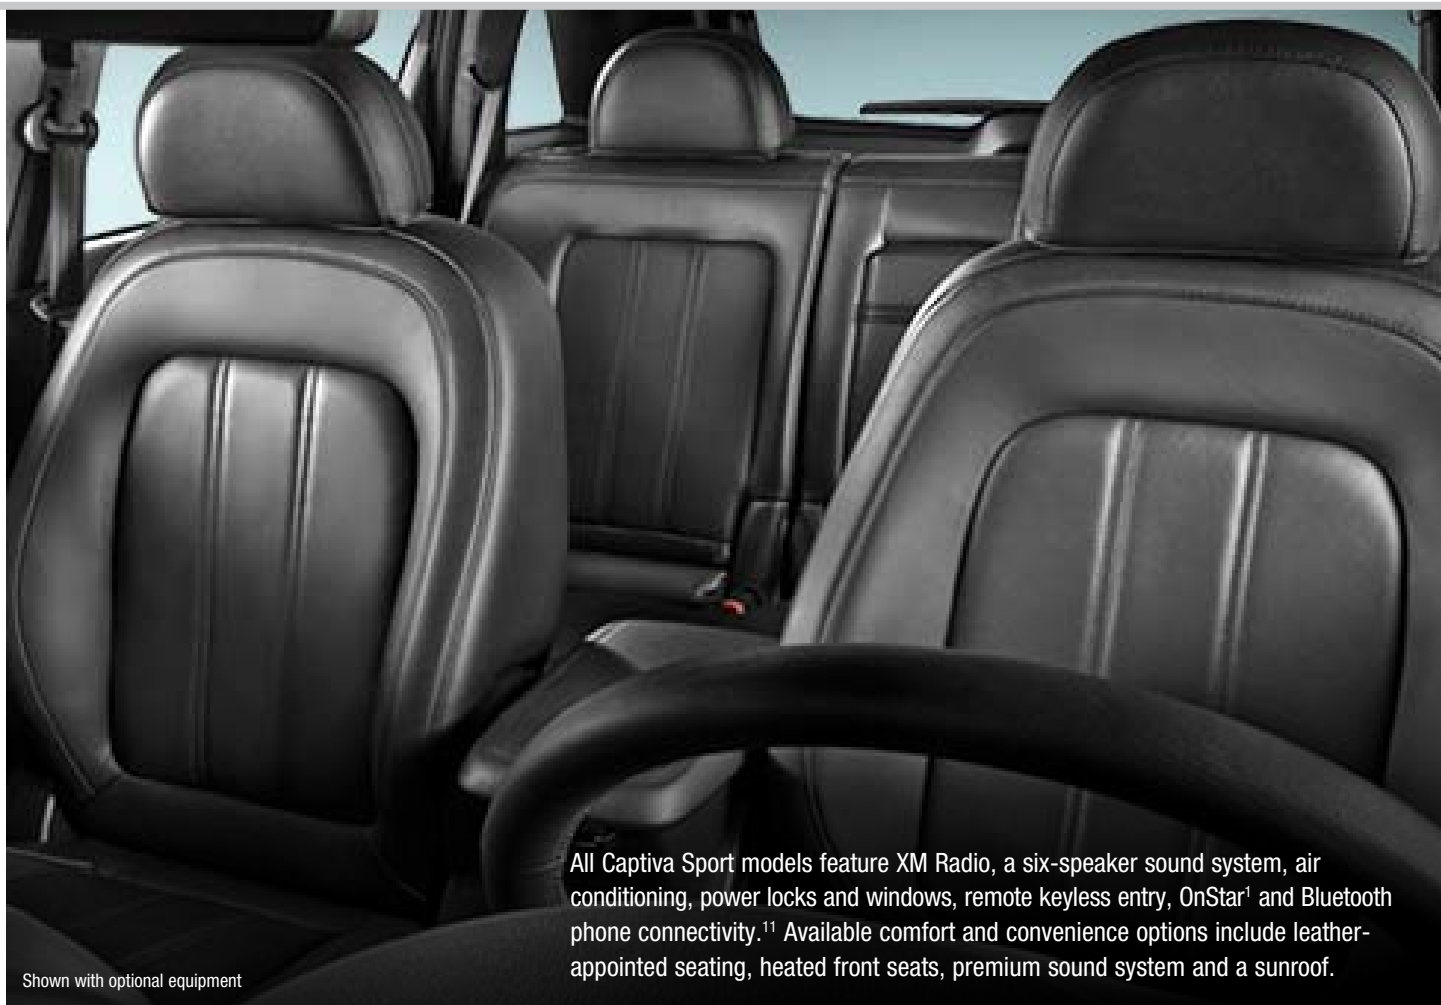 All Captiva Sport models feature XM Radio, a six-speaker sound system, air
conditioning, power locks and windows, remote keyless entry, OnStar¹ and Bluetooth
phone connectivity.¹¹ Available comfort and convenience options include leather-
appointed seating, heated front seats, premium sound system and a sunroof.
Shown with optional equipment